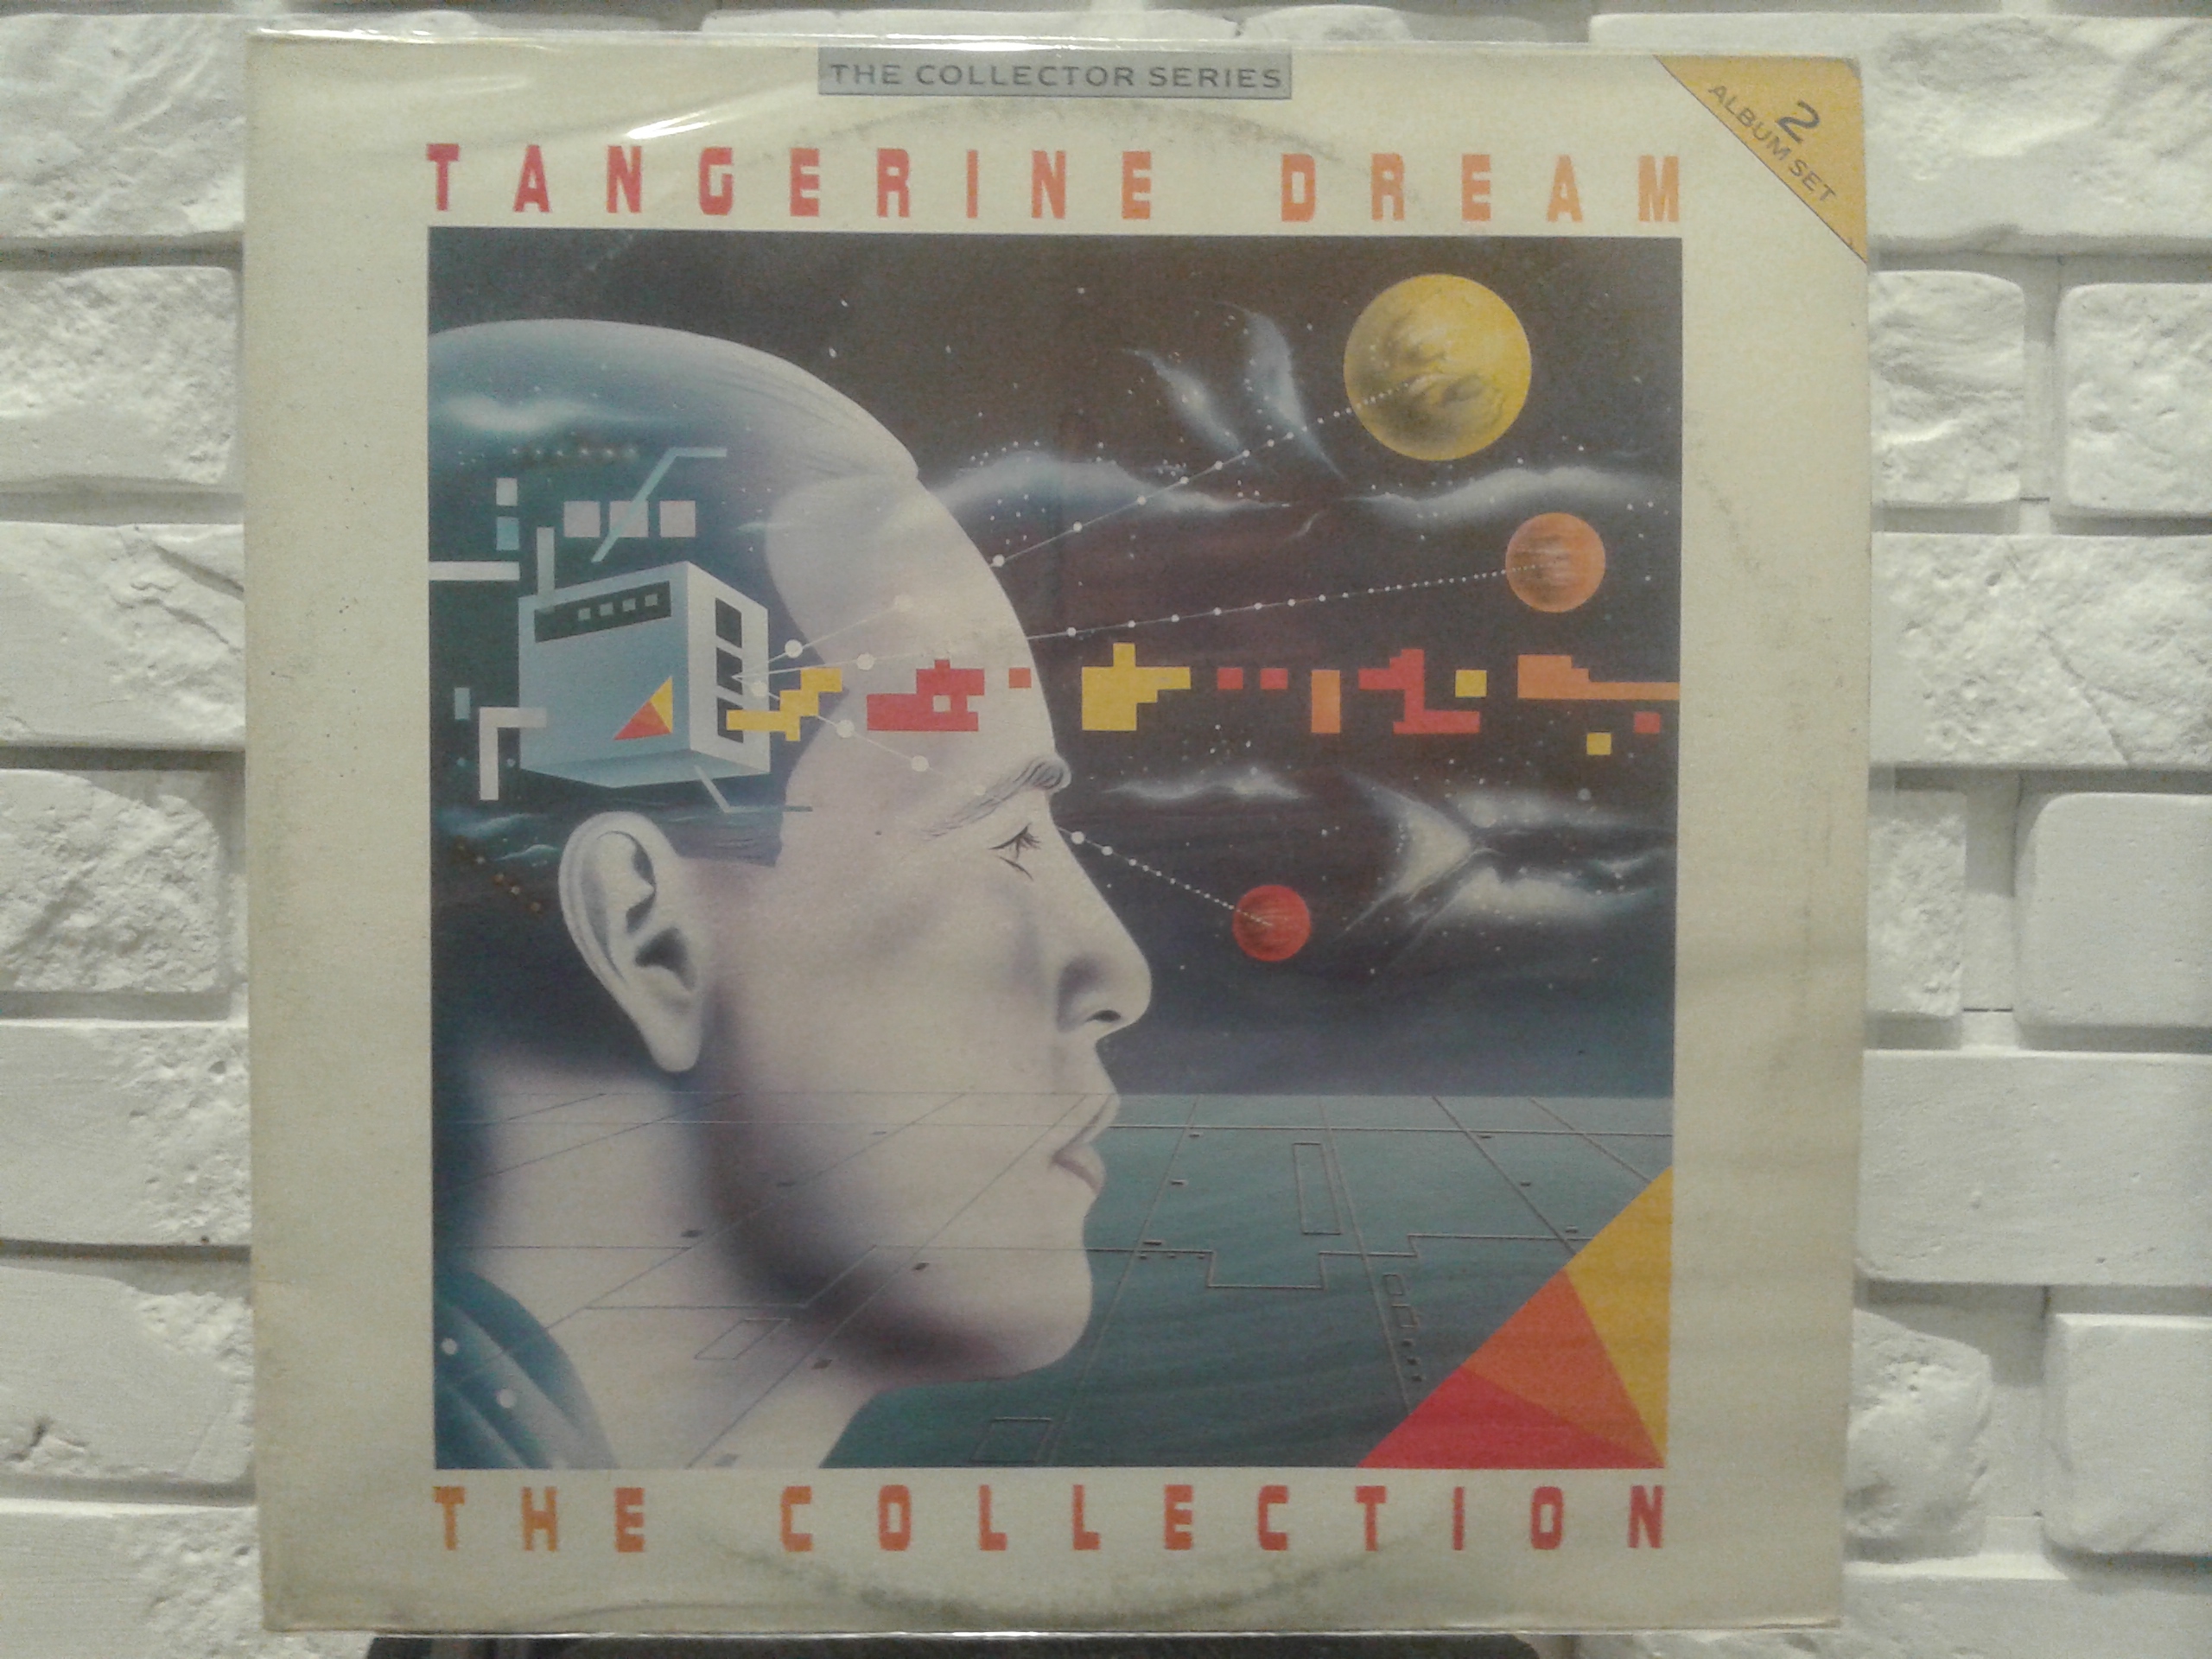 THE COLLECTOR SERIES
2
ALBUM SET
TANGERINE DREAM
THE COLLECTION